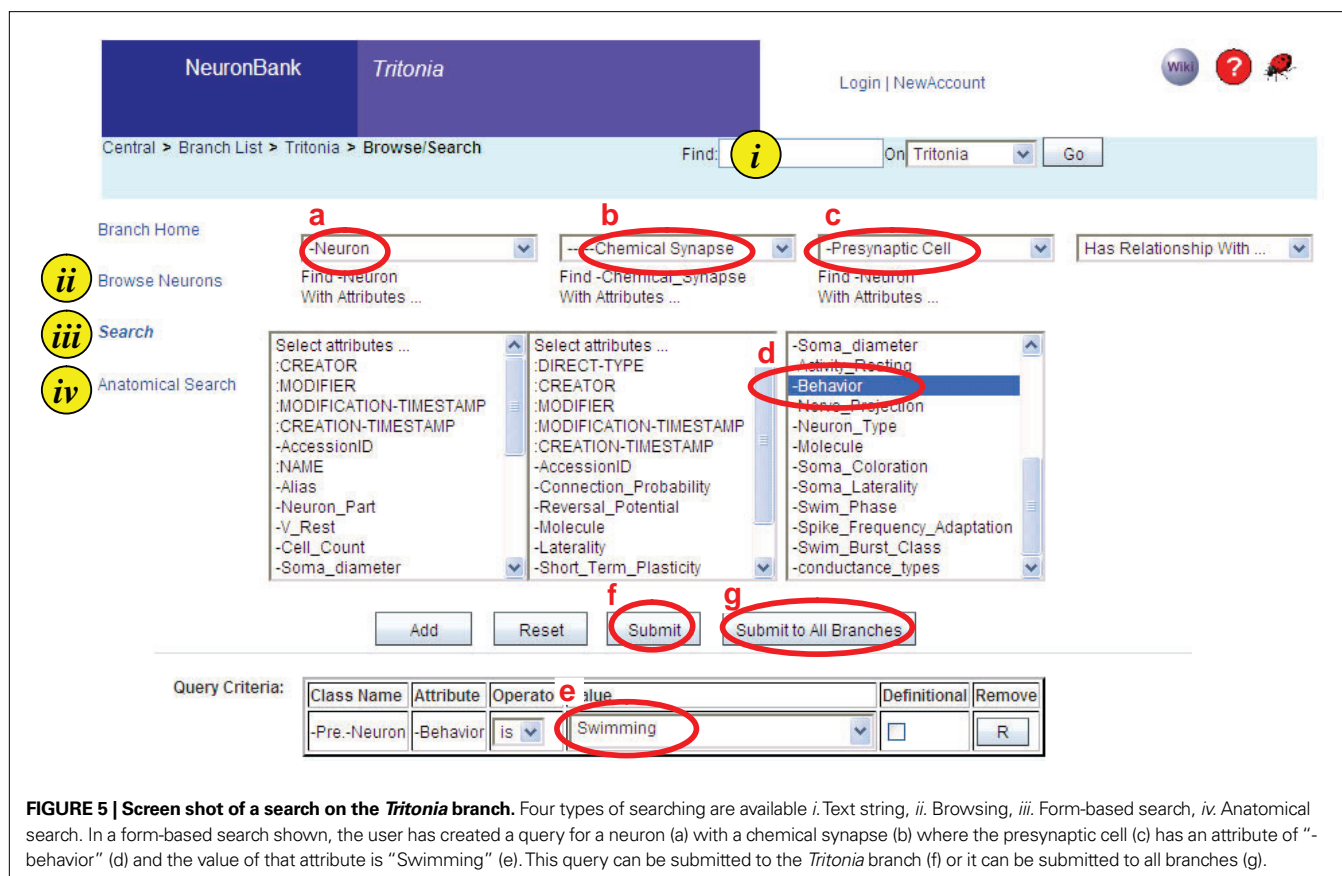 NeuronBank Tritonia
Login | NewAccount
Wiki ?
Central > Branch List > Tritonia > Browse/Search
Find: i On Tritonia Go
Branch Home
ii Browse Neurons
iii Search
iv Anatomical Search
a b c
-Neuron -----Chemical Synapse -Presynaptic Cell Has Relationship With ...
Find -Neuron Find -Chemical_Synapse Find -Neuron
With Attributes ... With Attributes ... With Attributes ...
Select attributes ...
:CREATOR
:MODIFIER
:MODIFICATION-TIMESTAMP
:CREATION-TIMESTAMP
-AccessionID
:NAME
-Alias
-Neuron_Part
-V_Rest
-Cell_Count
-Soma_diameter
Select attributes ...
:DIRECT-TYPE
:CREATOR
:MODIFIER
:MODIFICATION-TIMESTAMP
:CREATION-TIMESTAMP
-AccessionID
-Connection_Probability
-Reversal_Potential
-Molecule
-Laterality
-Short_Term_Plasticity
-Soma_diameter
-Activity_Resting
d
-Behavior
-Nerve_Projection
-Neuron_Type
-Molecule
-Soma_Coloration
-Soma_Laterality
-Swim_Phase
-Spike_Frequency_Adaptation
-Swim_Burst_Class
-conductance_types
f g
Add Reset Submit Submit to All Branches
Query Criteria:
Class Name Attribute Operato e alue Definitional Remove
-Pre.-Neuron -Behavior is Swimming R
FIGURE 5 | Screen shot of a search on the Tritonia branch. Four types of searching are available i. Text string, ii. Browsing, iii. Form-based search, iv. Anatomical
search. In a form-based search shown, the user has created a query for a neuron (a) with a chemical synapse (b) where the presynaptic cell (c) has an attribute of “-
behavior” (d) and the value of that attribute is “Swimming” (e). This query can be submitted to the Tritonia branch (f) or it can be submitted to all branches (g).